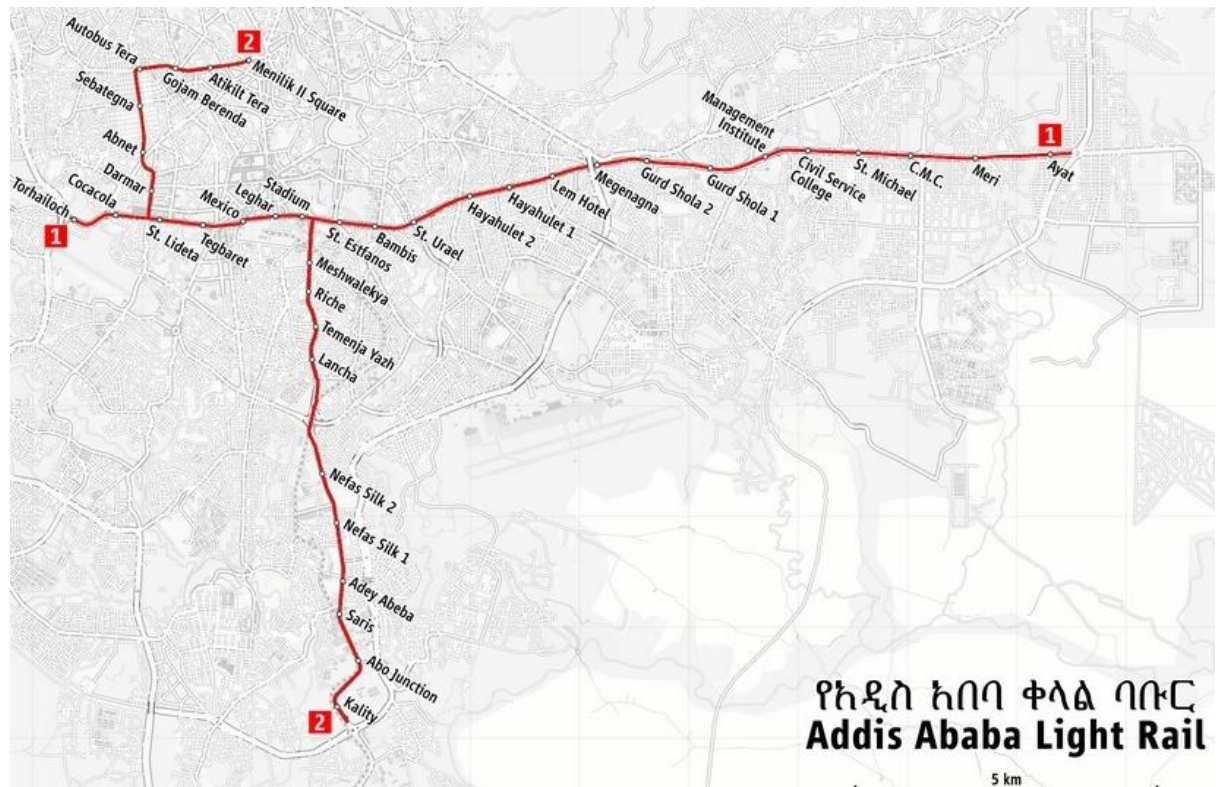 2
Autobus Tera
Menilik II Square
Atikilt Tera
Gojam Berenda
Sebategna
Abnet
Darmar
Cocacola
Torhailoch
1
St. Lideta
Tegbaret
Mexico
Leghar
Stadium
St. Estfanos
Bambis
St. Urael
Hayahulet 2
Hayahulet 1
Lem Hotel
Megenagna
Gurd Shola 2
Gurd Shola 1
Management
Institute
Civil Service
College
St. Michael
C.M.C.
Meri
1
Ayat
Meshwalekya
Riche
Temenja Yazh
Lancha
Nefas Silk 2
Nefas Silk 1
Adey Abeba
Saris
Abo Junction
Kality
2
የአዲስ አበባ ቀላል ባቡር
Addis Ababa Light Rail
5 km